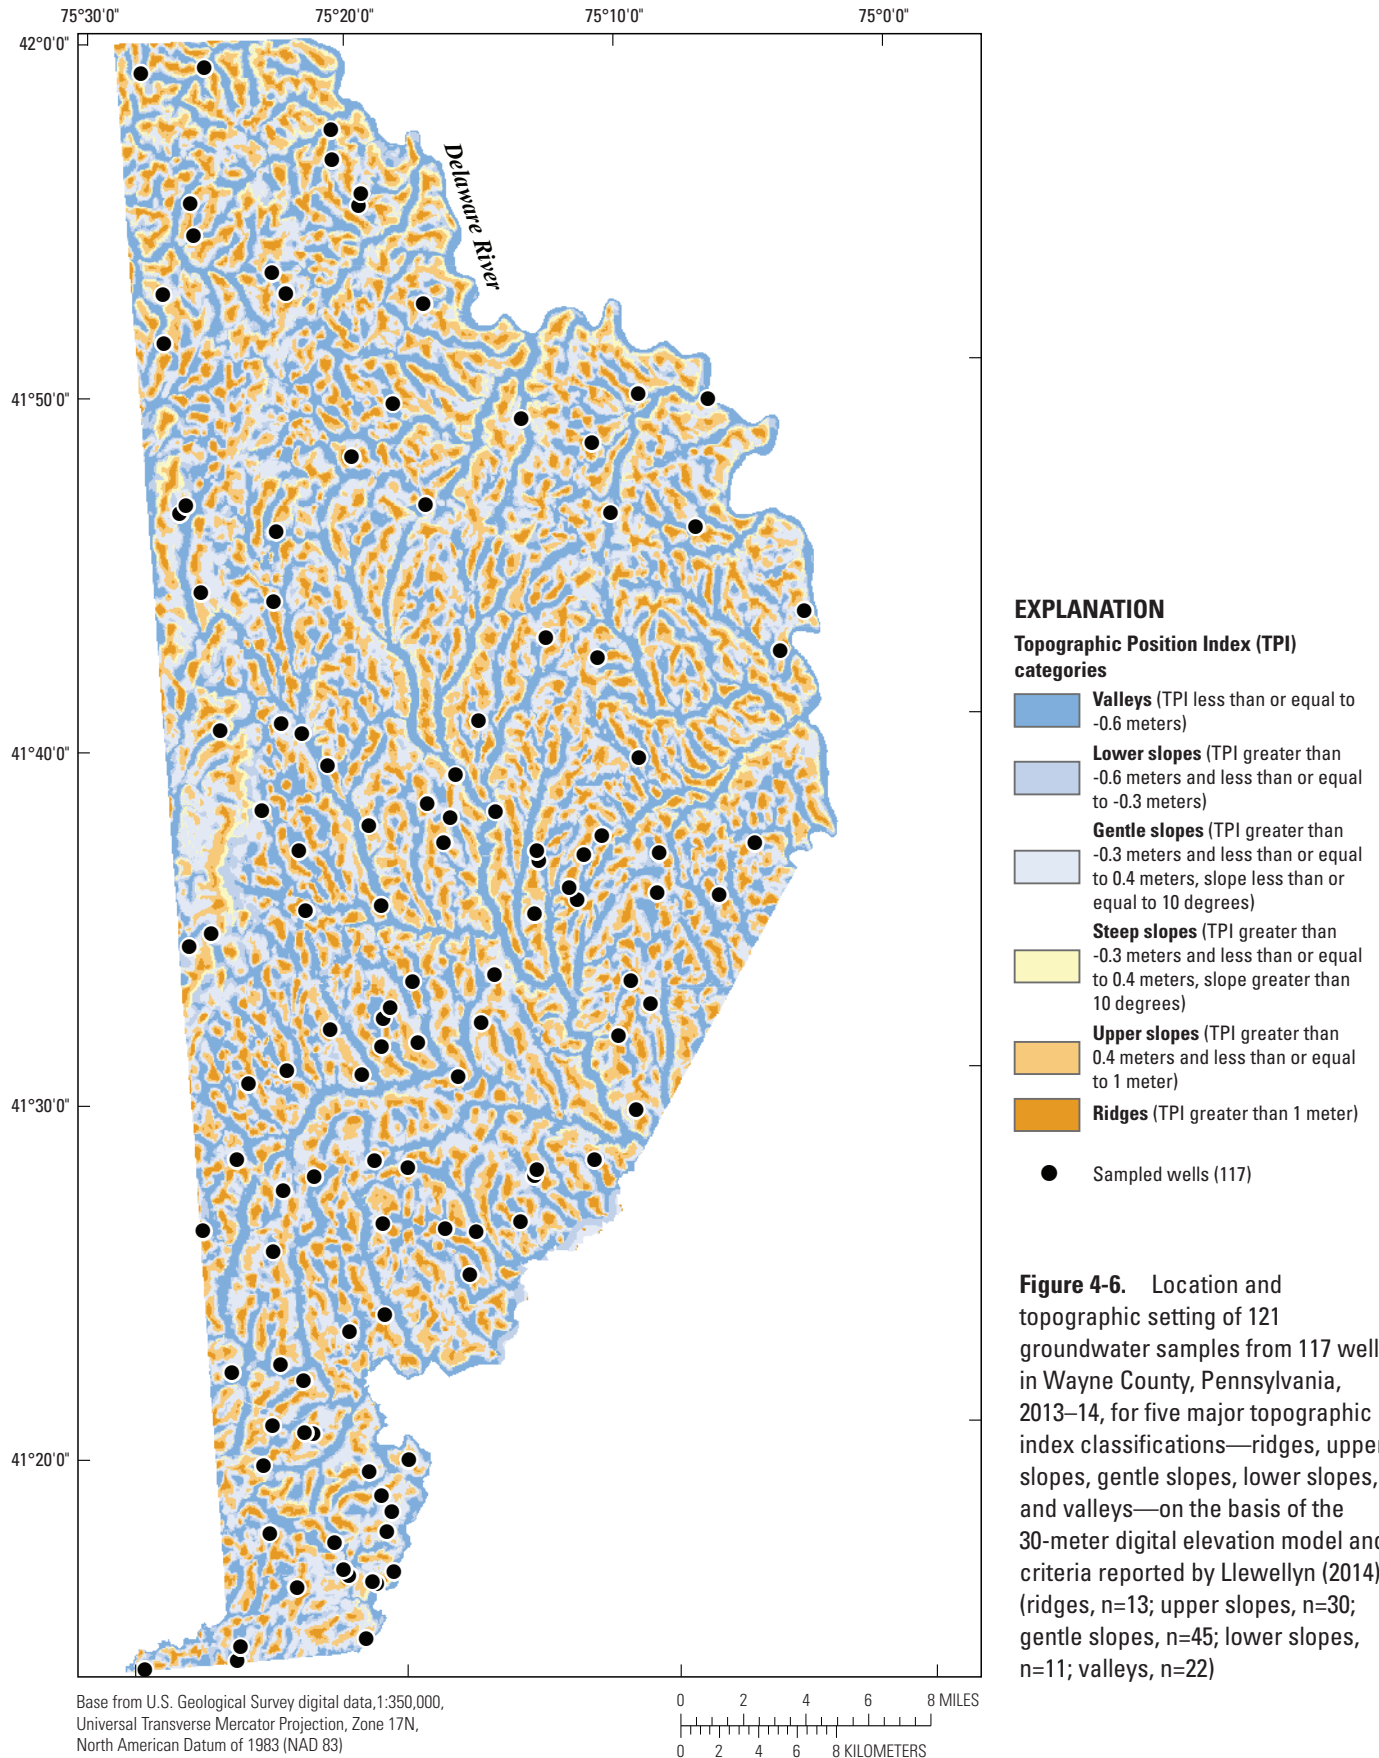 75°30'0"
75°20'0"
75°10'0"
75°0'0"
42°0'0"
41°50'0"
41°40'0"
41°30'0"
41°20'0"
Delaware River
EXPLANATION
Topographic Position Index (TPI)
categories
Valleys (TPI less than or equal to
-0.6 meters)
Lower slopes (TPI greater than
-0.6 meters and less than or equal
to -0.3 meters)
Gentle slopes (TPI greater than
-0.3 meters and less than or equal
to 0.4 meters, slope less than or
equal to 10 degrees)
Steep slopes (TPI greater than
-0.3 meters and less than or equal
to 0.4 meters, slope greater than
10 degrees)
Upper slopes (TPI greater than
0.4 meters and less than or equal
to 1 meter)
Ridges (TPI greater than 1 meter)
Sampled wells (117)
Figure 4-6. Location and
topographic setting of 121
groundwater samples from 117 well
in Wayne County, Pennsylvania,
2013–14, for five major topographic
index classifications—ridges, upper
slopes, gentle slopes, lower slopes,
and valleys—on the basis of the
30-meter digital elevation model and
criteria reported by Llewellyn (2014)
(ridges, n=13; upper slopes, n=30;
gentle slopes, n=45; lower slopes,
n=11; valleys, n=22)
Base from U.S. Geological Survey digital data,1:350,000,
Universal Transverse Mercator Projection, Zone 17N,
North American Datum of 1983 (NAD 83)
0 2 4 6 8 MILES
0 2 4 6 8 KILOMETERS